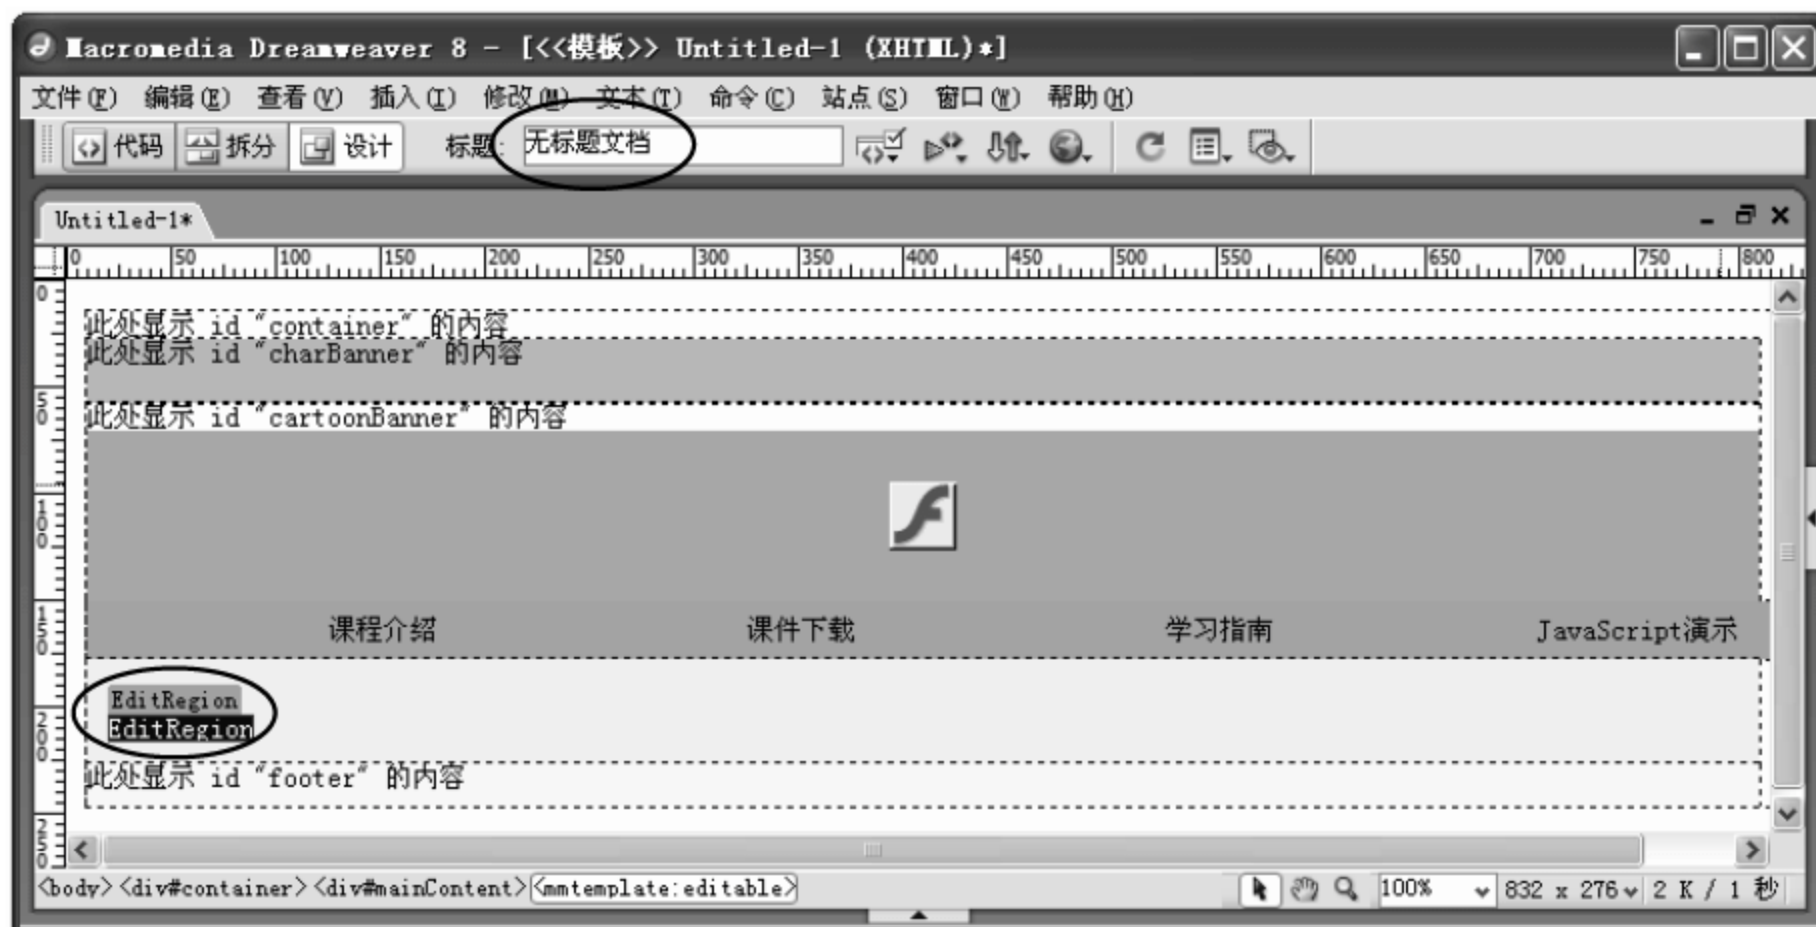 Macromedia Dreamweaver 8 - [<<模板>> Untitled-1 (XHTML)*]
文件(F) 编辑(E) 查看(V) 插入(I) 修改(M) 文本(T) 命令(C) 站点(S) 窗口(W) 帮助(H)
代码 拆分 设计 标题: 无标题文档
Untitled-1*
0 50 100 150 200 250 300 350 400 450 500 550 600 650 700 750 800
0
此处显示 id "container" 的内容
此处显示 id "charBanner" 的内容
50
此处显示 id "cartoonBanner" 的内容
100
150
课程介绍 课件下载 学习指南 JavaScript演示
EditRegion
200
EditRegion
此处显示 id "footer" 的内容
250
<body> <div#container> <div#mainContent> <mmtemplate:editable> 100% 832 x 276 2 K / 1 秒